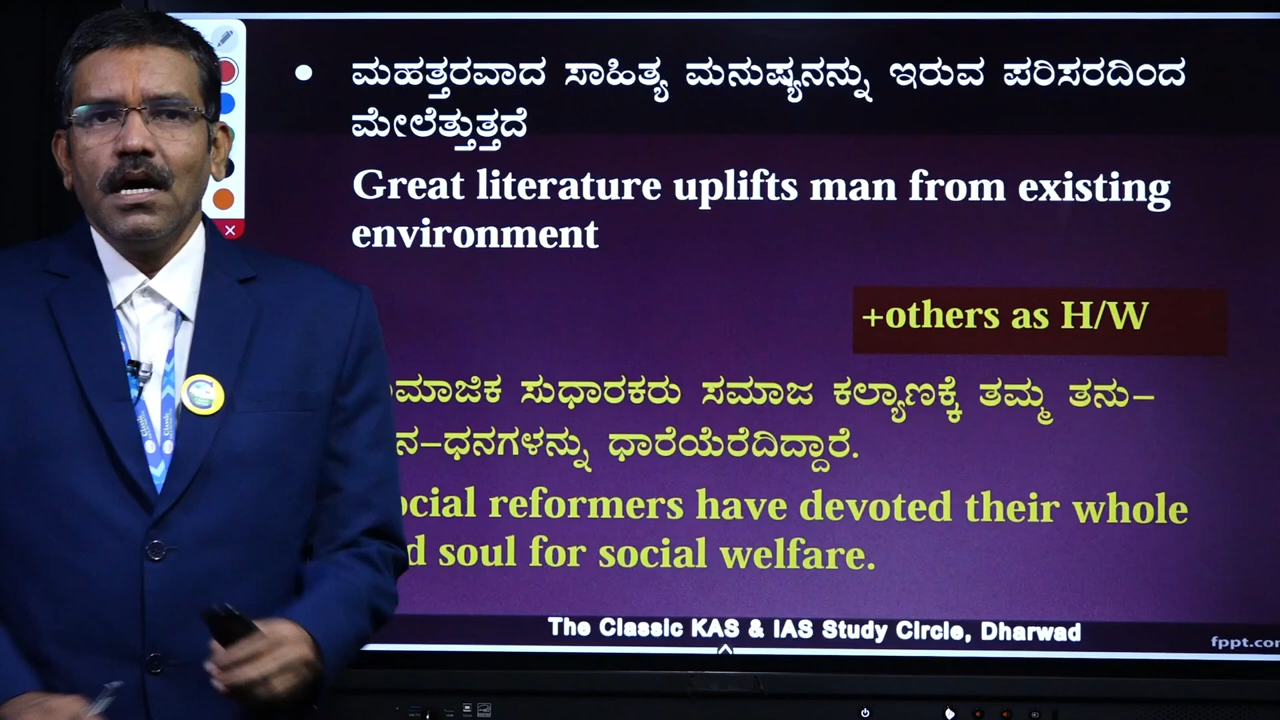 ಮಹತ್ತರವಾದ ಸಾಹಿತ್ಯ ಮನುಷ್ಯನನ್ನು ಇರುವ ಪರಿಸರದಿಂದ
ಮೇಲೆತ್ತುತ್ತದೆ
Great literature uplifts man from existing
environment
+others as H/W
ಸುಧಾರಕರು ಸಮಾಜ ಕಲ್ಯಾಣಕ್ಕೆ ತಮ್ಮ ತನು–
ನ–ಧನಗಳನ್ನು ಧಾರೆಯೆರೆದಿದ್ದಾರೆ.
reformers have devoted their whole
soul for social welfare.
The Classic KAS & IAS Study Circle, Dharwad
fppt.com